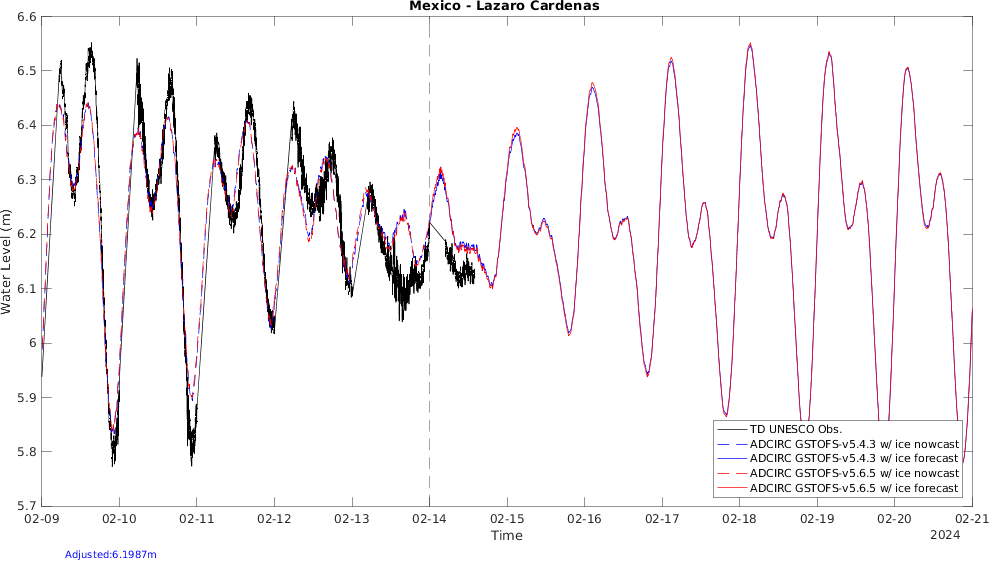 Mexico - Lazaro Cardenas
6.6
6.5
6.4
6.3
6.2
6.1
6
5.9
5.8
5.7
Water Level (m)
TD UNESCO Obs.
ADCIRC GSTOFS-v5.4.3 w/ ice nowcast
ADCIRC GSTOFS-v5.4.3 w/ ice forecast
ADCIRC GSTOFS-v5.6.5 w/ ice nowcast
ADCIRC GSTOFS-v5.6.5 w/ ice forecast
02-09 02-10 02-11 02-12 02-13 02-14 02-15 02-16 02-17 02-18 02-19 02-20 02-21
Time
2024
Adjusted:6.1987m